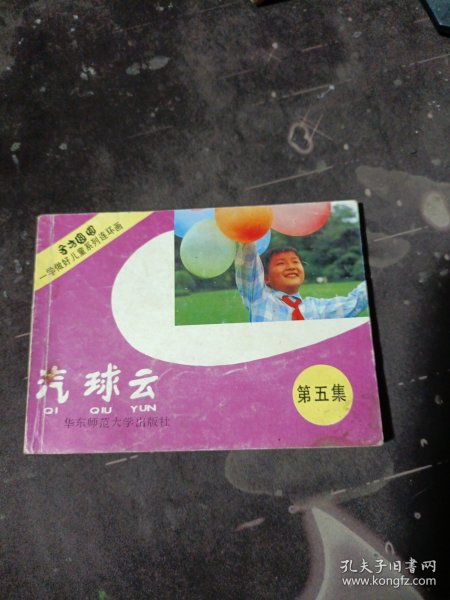 —学做好儿童系列连环画
汽球云
QI QIU YUN
华东师范大学出版社
第五集
孔夫子旧书网
www.kongfz.com